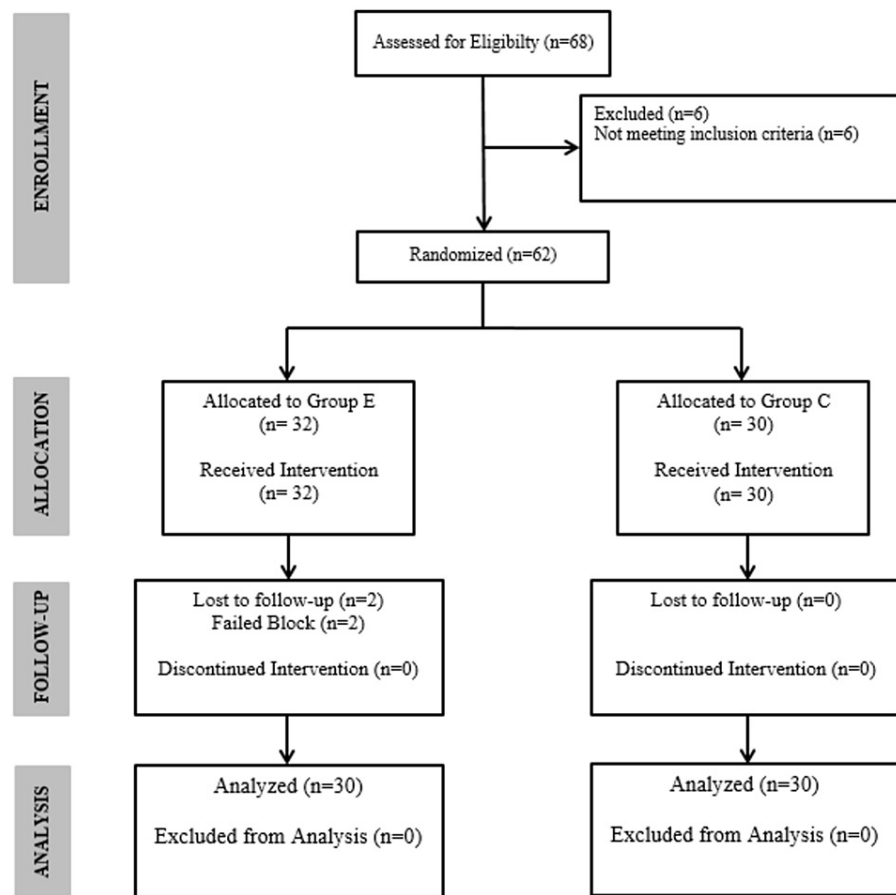 ENROLLMENT
Assessed for Eligibilty (n=68)
Excluded (n=6)
Not meeting inclusion criteria (n=6)
Randomized (n=62)
ALLOCATION
Allocated to Group E
(n= 32)
Received Intervention
(n= 32)
Allocated to Group C
(n= 30)
Received Intervention
(n= 30)
FOLLOW-UP
Lost to follow-up (n=2)
Failed Block (n=2)
Discontinued Intervention (n=0)
Lost to follow-up (n=0)
Discontinued Intervention (n=0)
ANALYSIS
Analyzed (n=30)
Excluded from Analysis (n=0)
Analyzed (n=30)
Excluded from Analysis (n=0)